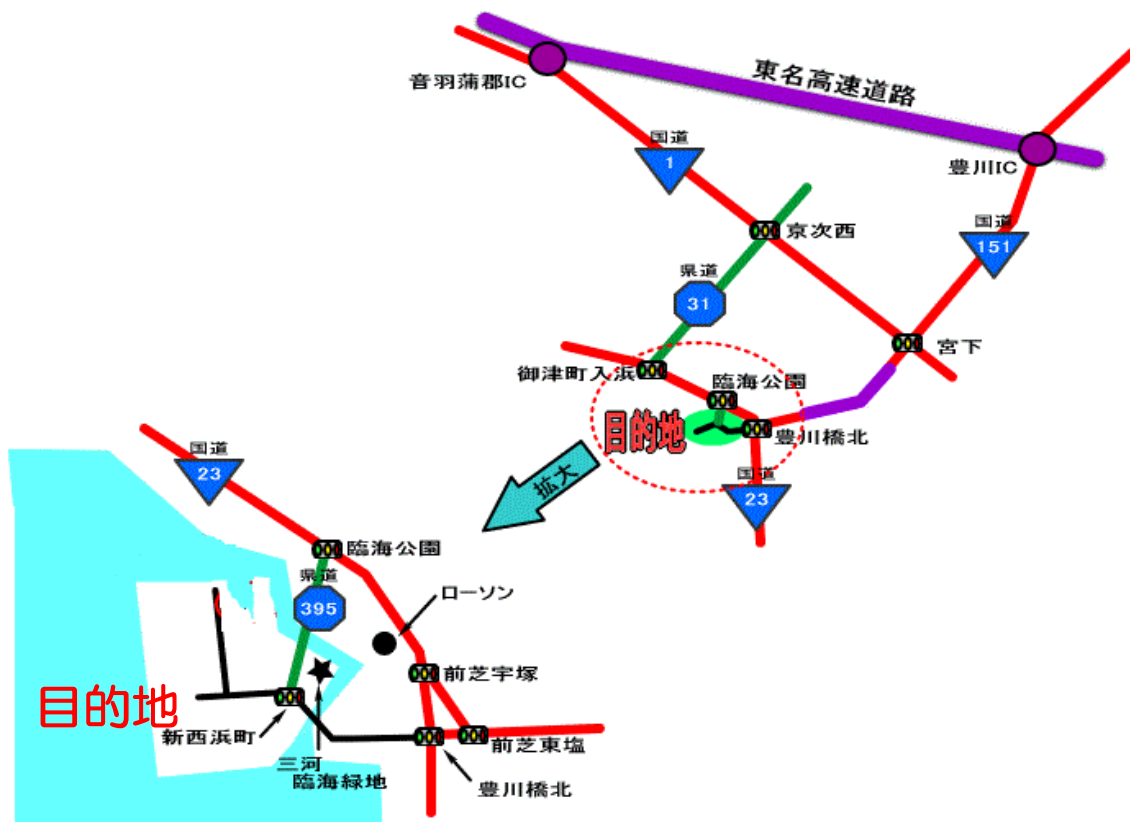 東名高速道路
音羽蒲郡IC
豊川IC
国道
1
京次西
国道
151
県道
31
宮下
御津町入浜
臨海公園
目的地
豊川橋北
国道
23
拡大
国道
23
臨海公園
県道
395
ローソン
前芝宇塚
目的地
新西浜町
前芝東塩
三河
臨海緑地
豊川橋北